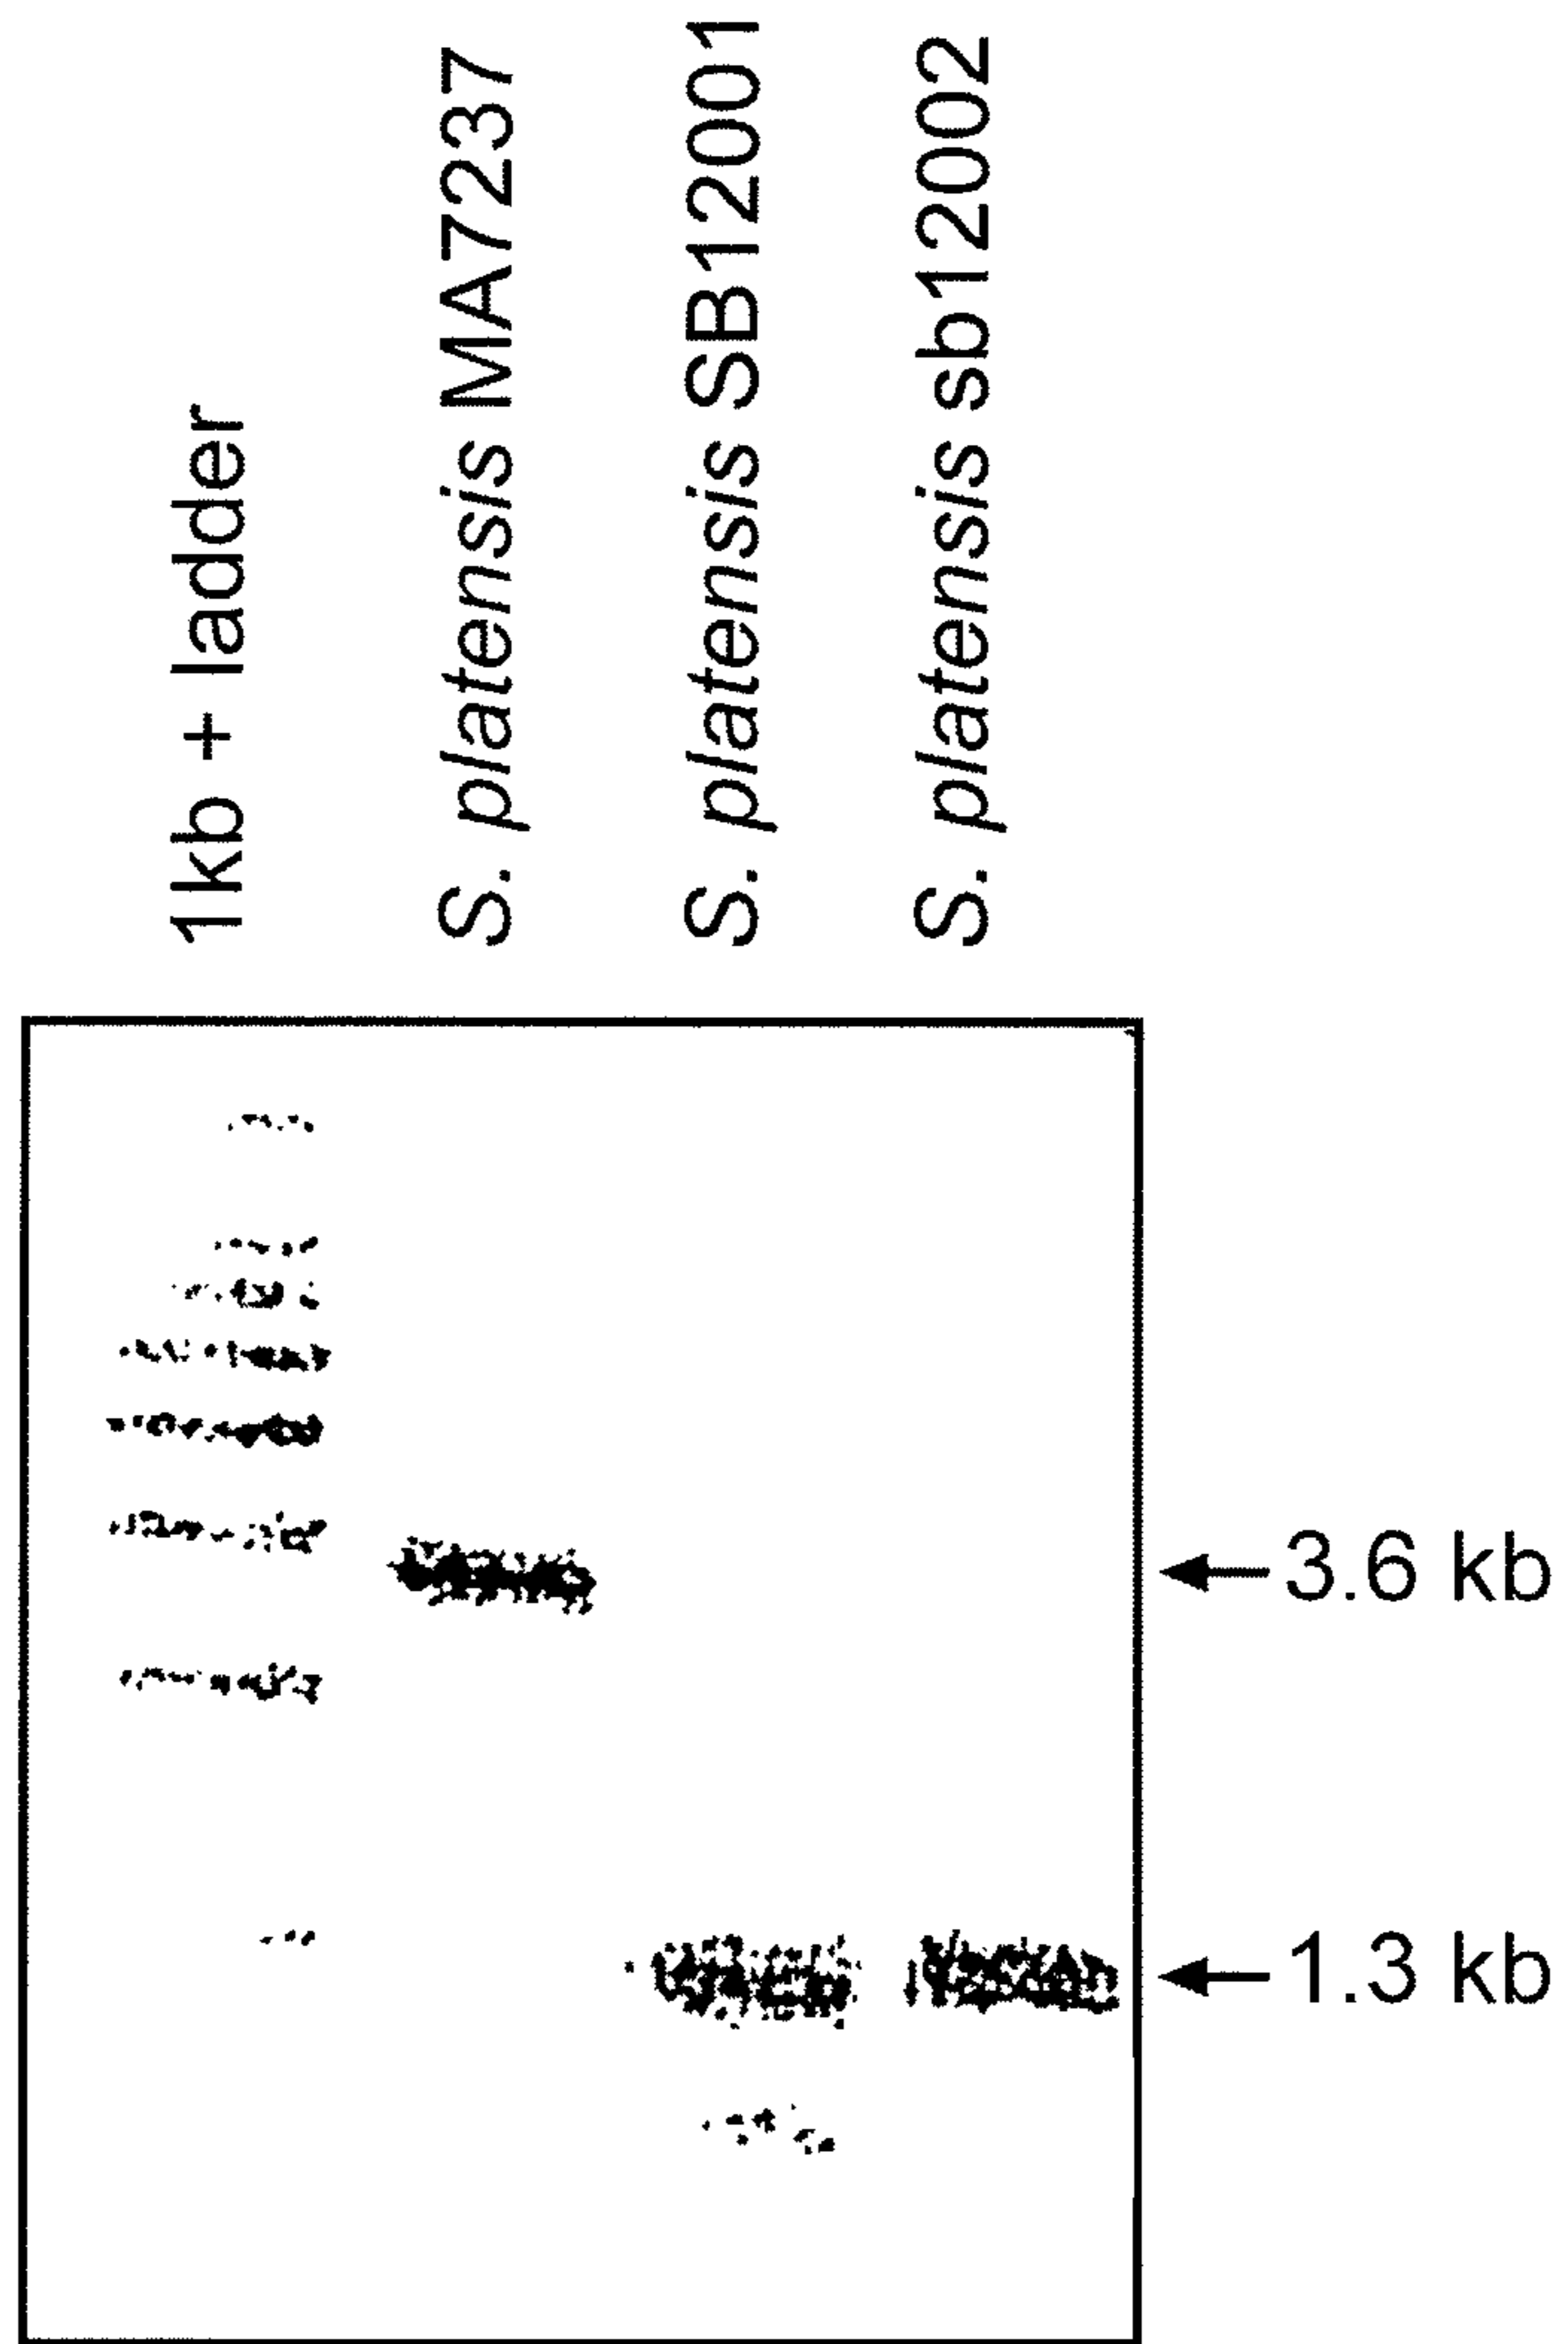 1kb + ladder
S. platensis MA7237
S. platensis SB12001
S. platensis sb12002
3.6 kb
1.3 kb